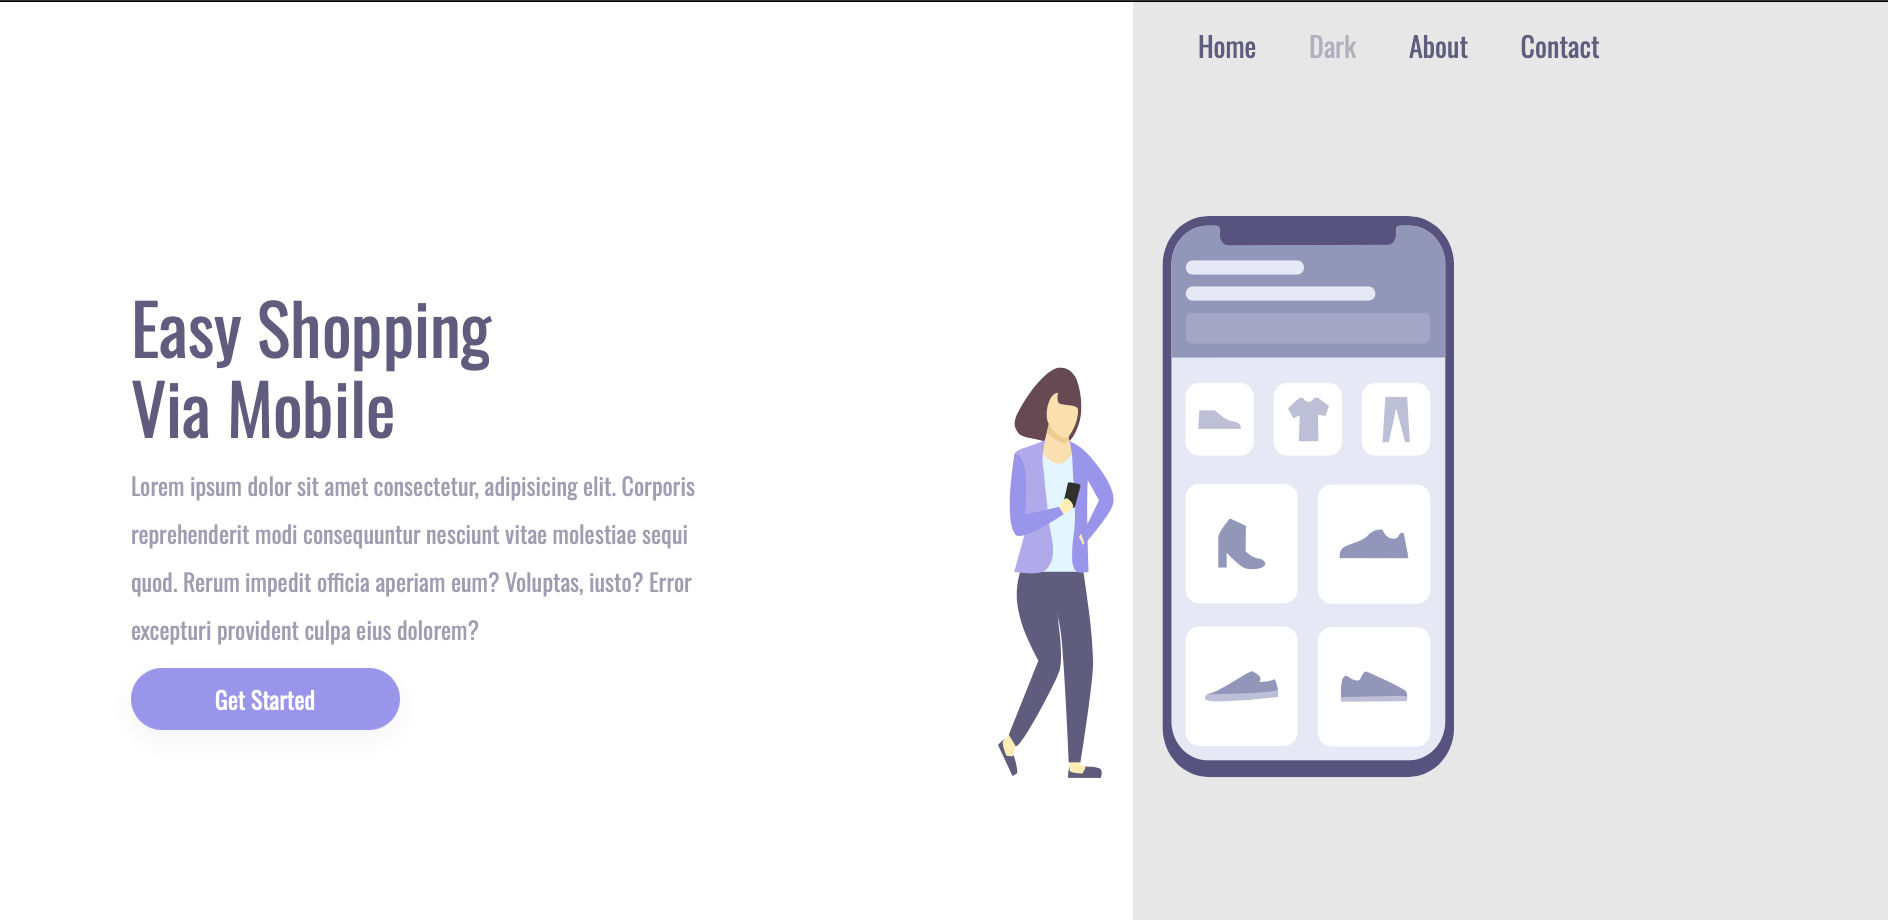 Home Dark About Contact
Easy Shopping
Via Mobile
Lorem ipsum dolor sit amet consectetur, adipisicing elit. Corporis
reprehenderit modi consequuntur nesciunt vitae molestiae sequi
quod. Rerum impedit officia aperiam eum? Voluptas, iusto? Error
excepturi provident culpa eius dolorem?
Get Started